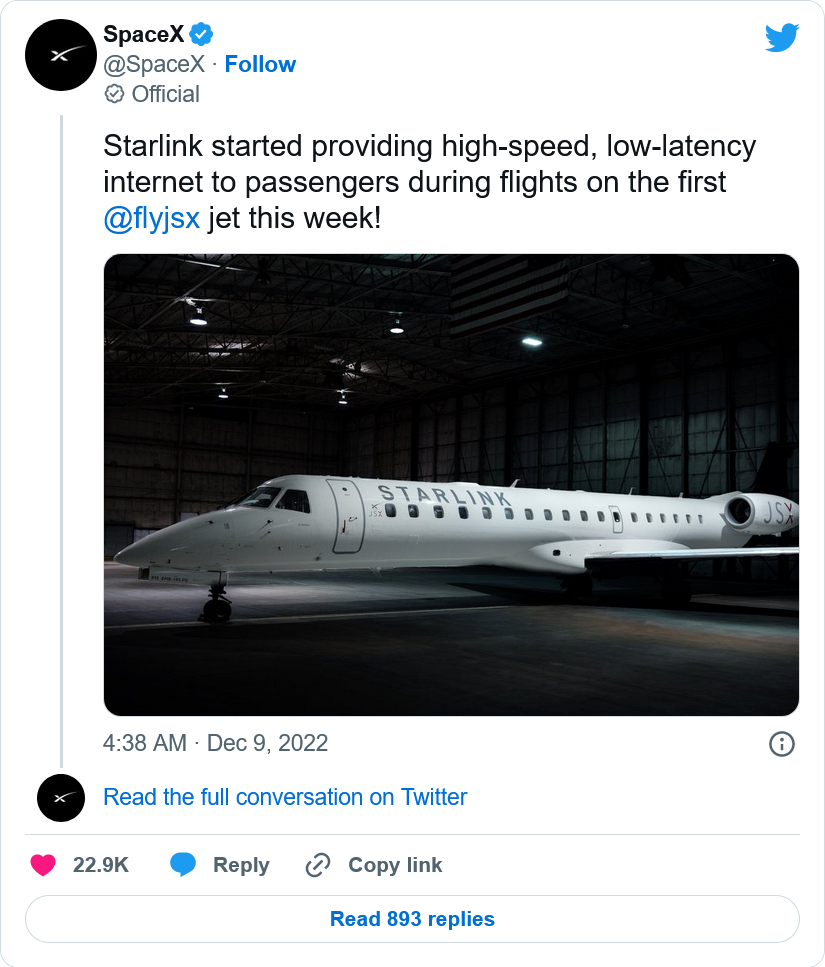 SpaceX
@SpaceX · Follow
Official
Starlink started providing high-speed, low-latency
internet to passengers during flights on the first
@flyjsx jet this week!
STARLINK
JSX
JSX
4:38 AM · Dec 9, 2022
Read the full conversation on Twitter
22.9K Reply Copy link
Read 893 replies